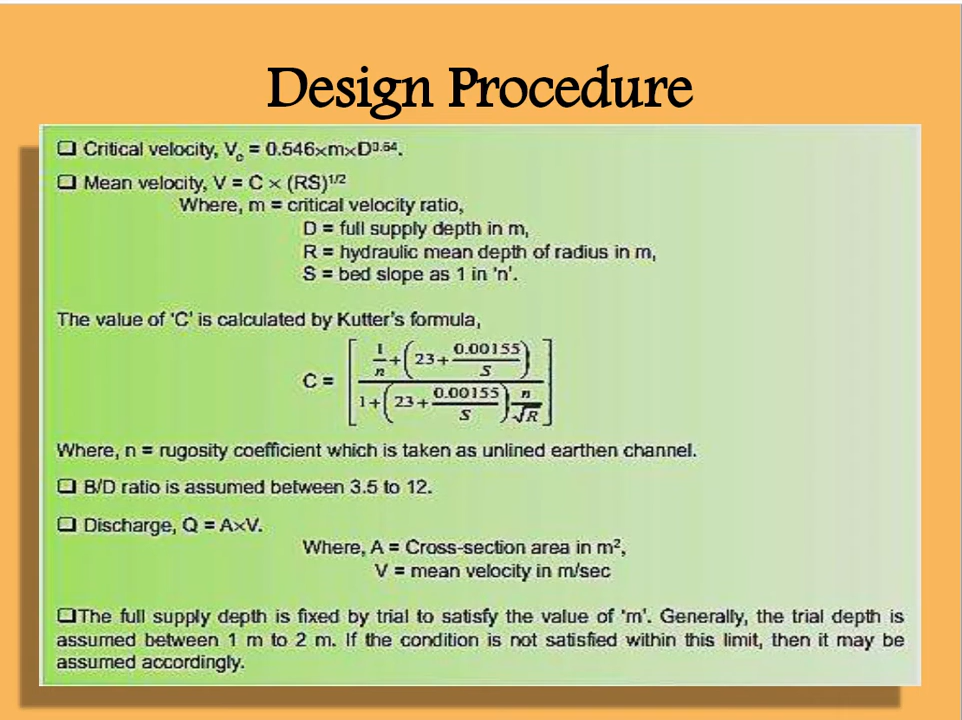 Design Procedure
❑ Critical velocity, V_c = 0.546×m×D^0.64.
❑ Mean velocity, V = C × (RS)^1/2
Where, m = critical velocity ratio,
D = full supply depth in m,
R = hydraulic mean depth of radius in m,
S = bed slope as 1 in 'n'.
The value of 'C' is calculated by Kutter's formula,
C = [ (1/n + (23 + 0.00155/S)) / (1 + (23 + 0.00155/S) n/√R) ]
Where, n = rugosity coefficient which is taken as unlined earthen channel.
❑ B/D ratio is assumed between 3.5 to 12.
❑ Discharge, Q = A×V.
Where, A = Cross-section area in m²,
V = mean velocity in m/sec
❑The full supply depth is fixed by trial to satisfy the value of 'm'. Generally, the trial depth is
assumed between 1 m to 2 m. If the condition is not satisfied within this limit, then it may be
assumed accordingly.